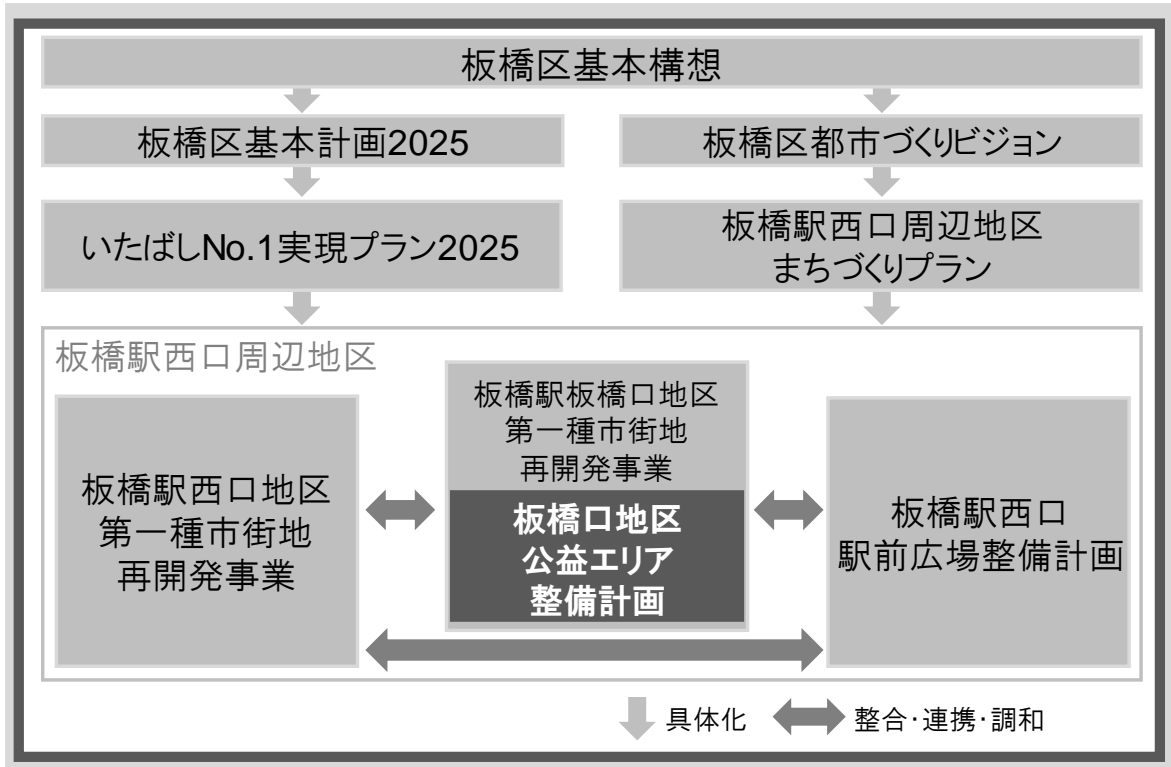 板橋区基本構想
板橋区基本計画2025
板橋区都市づくりビジョン
いたばしNo.1実現プラン2025
板橋駅西口周辺地区
まちづくりプラン
板橋駅西口周辺地区
板橋駅西口地区
第一種市街地
再開発事業
板橋駅板橋口地区
第一種市街地
再開発事業
板橋口地区
公益エリア
整備計画
板橋駅西口
駅前広場整備計画
具体化
整合・連携・調和